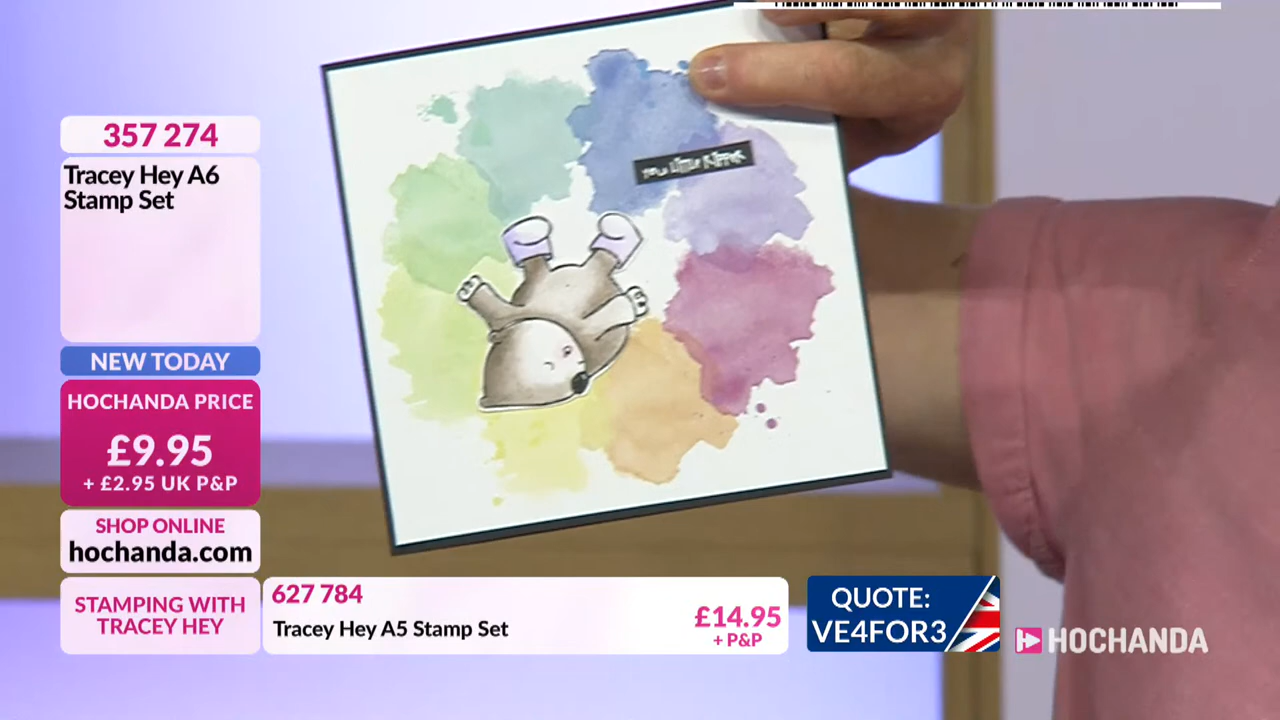 357 274
Tracey Hey A6
Stamp Set
NEW TODAY
HOCHANDA PRICE
£9.95
+ £2.95 UK P&P
SHOP ONLINE
hochanda.com
STAMPING WITH
TRACEY HEY
627 784
Tracey Hey A5 Stamp Set
£14.95
+ P&P
QUOTE:
VE4FOR3
HOCHANDA